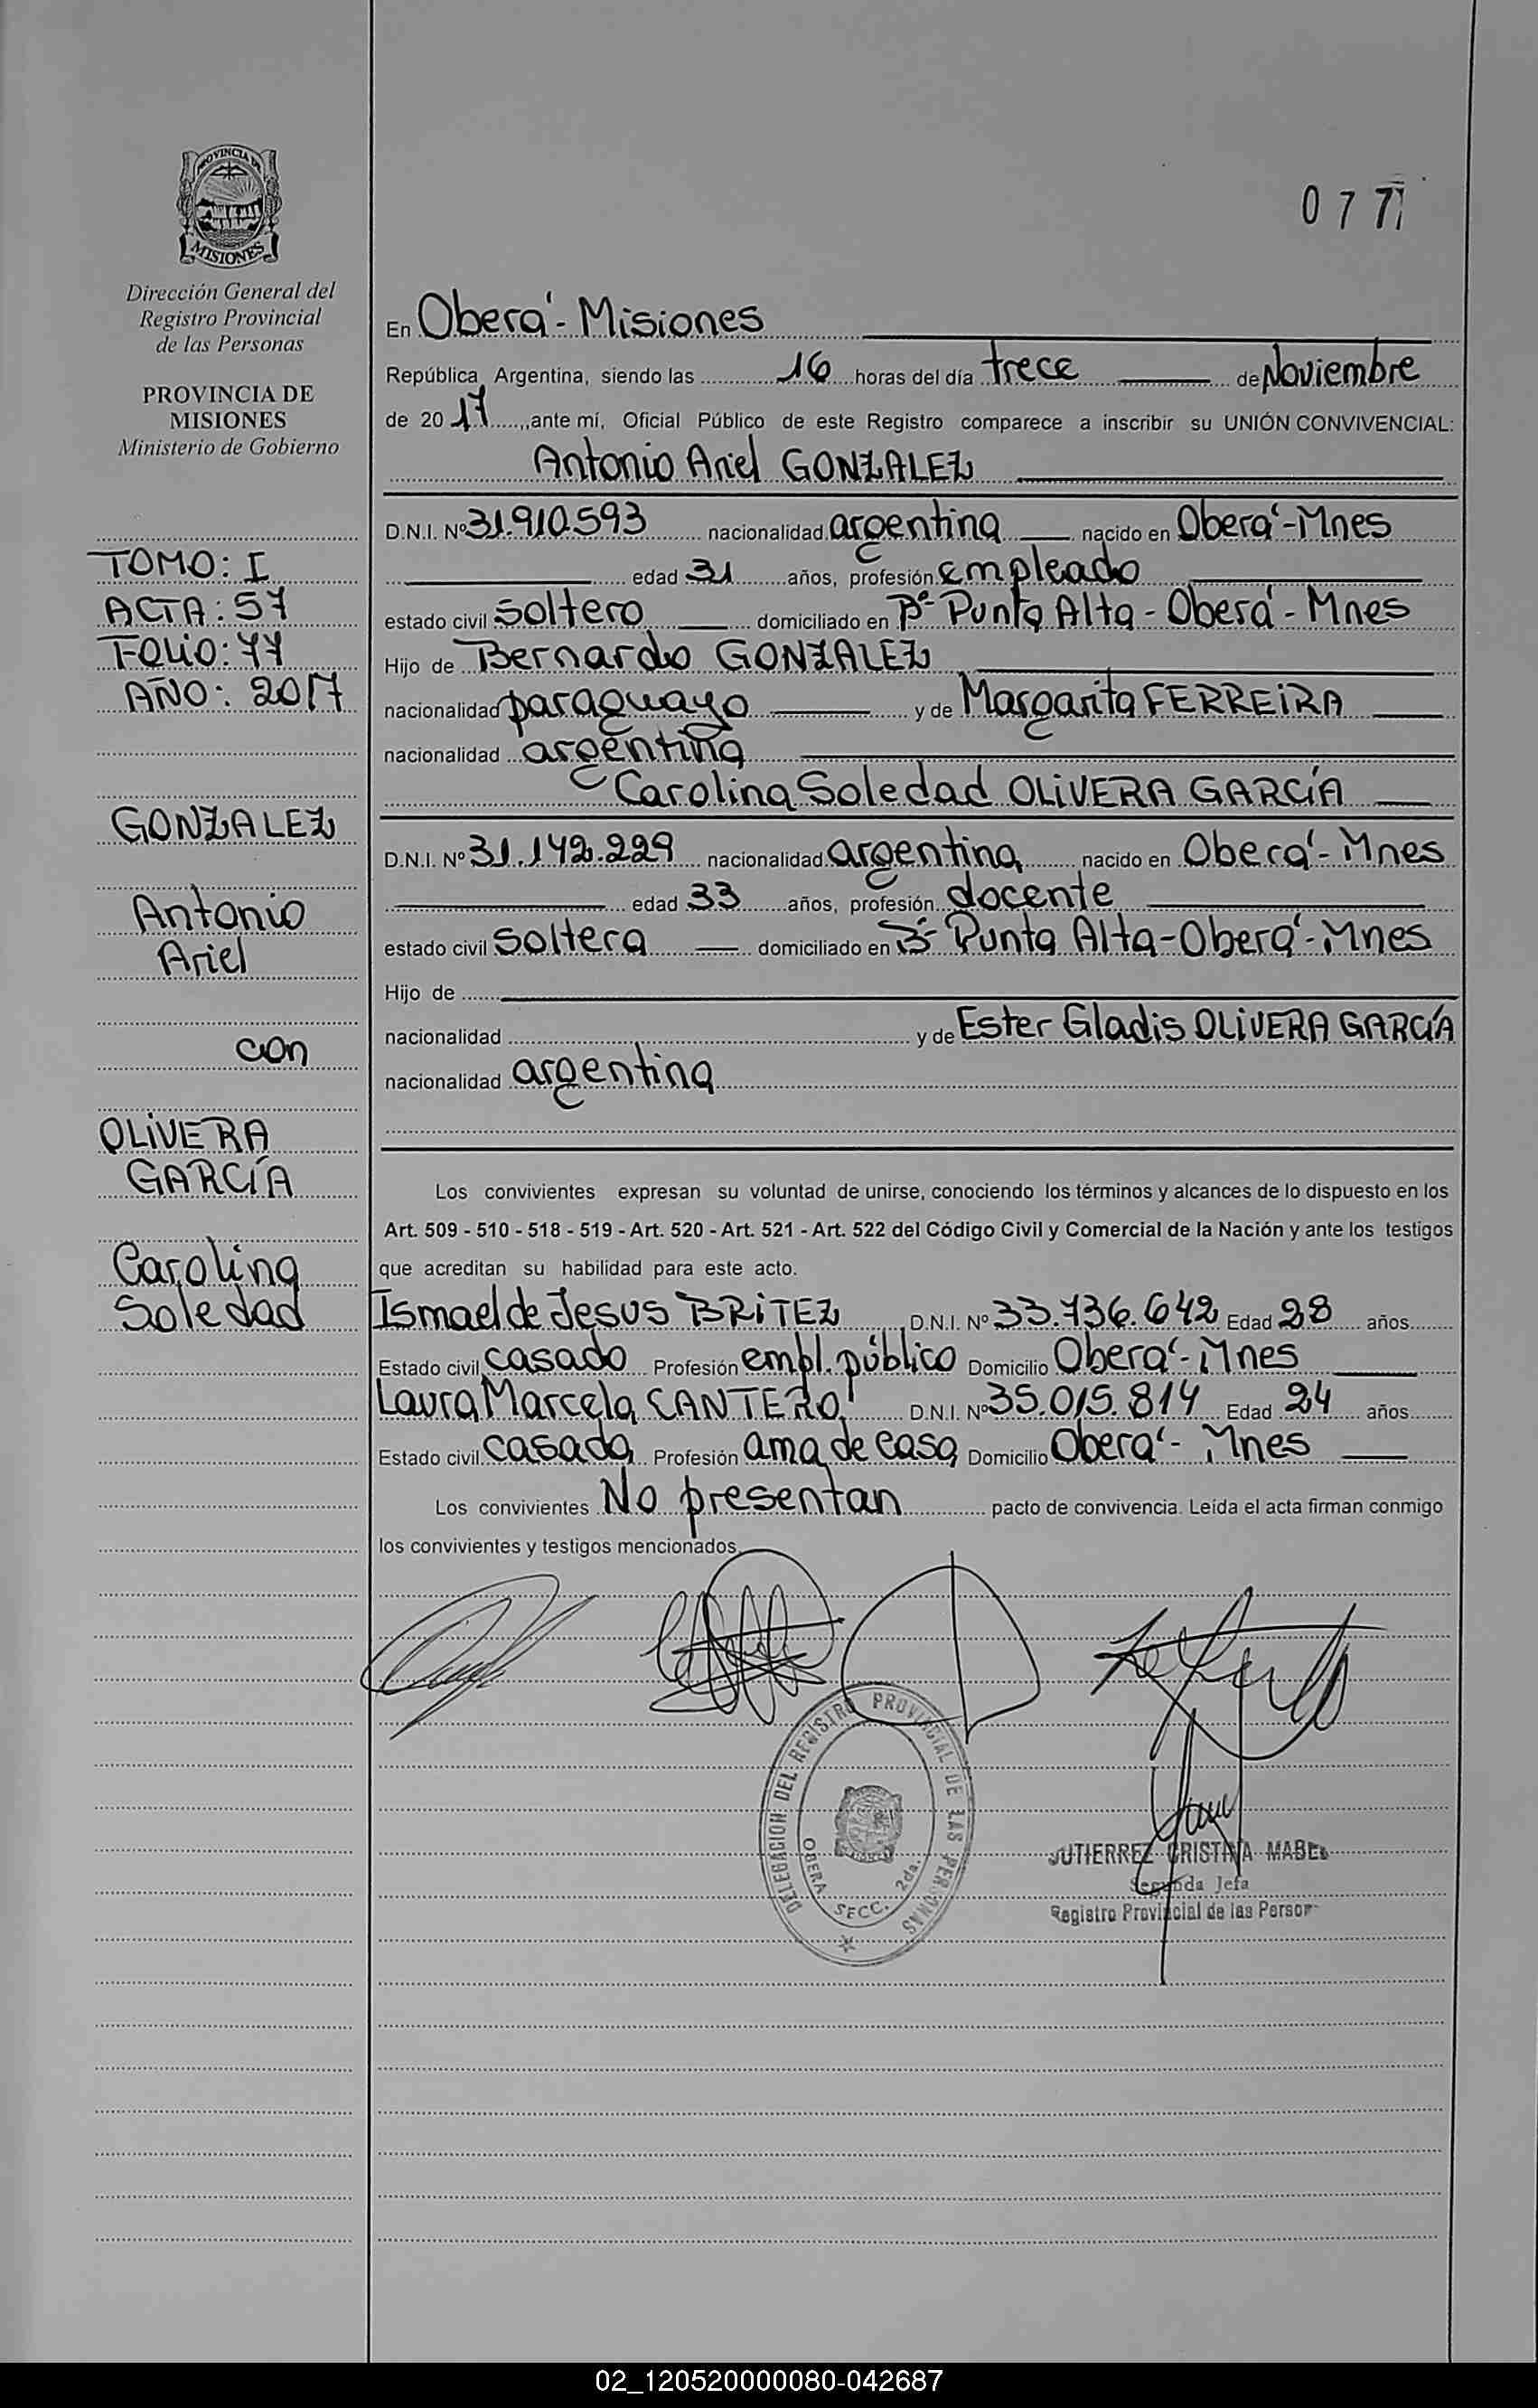 PROVINCIA DE
MISIONES
Dirección General del
Registro Provincial
de las Personas
PROVINCIA DE
MISIONES
Ministerio de Gobierno
TOMO: I
ACTA: 57
FOLIO: 77
AÑO: 2017
GONZALEZ
Antonio
Ariel
con
OLIVERA
GARCÍA
Carolina
Soledad
0 7 7
En Oberá - Misiones
República Argentina, siendo las 16 horas del día trece de Noviembre
de 20 17, ante mí, Oficial Público de este Registro comparece a inscribir su UNIÓN CONVIVENCIAL:
Antonio Ariel GONZALEZ
D.N.I. Nº 31.910.593 nacionalidad argentina nacido en Oberá - Mnes
edad 31 años, profesión empleado
estado civil soltero domiciliado en Bº Punta Alta - Oberá - Mnes
Hijo de Bernardo GONZALEZ
nacionalidad paraguayo y de Margarita FERREIRA
nacionalidad argentina
Carolina Soledad OLIVERA GARCÍA
D.N.I. Nº 31.142.229 nacionalidad argentina nacido en Oberá - Mnes
edad 33 años, profesión docente
estado civil soltera domiciliado en Bº Punta Alta - Oberá - Mnes
Hijo de
nacionalidad y de Ester Gladis OLIVERA GARCÍA
nacionalidad argentina
Los convivientes expresan su voluntad de unirse, conociendo los términos y alcances de lo dispuesto en los
Art. 509 - 510 - 518 - 519 - Art. 520 - Art. 521 - Art. 522 del Código Civil y Comercial de la Nación y ante los testigos
que acreditan su habilidad para este acto.
Ismael de Jesus BRITEZ D.N.I. Nº 33.736.642 Edad 28 años
Estado civil casado Profesión empl. público Domicilio Oberá - Mnes
Laura Marcela CANTERO D.N.I. Nº 35.015.814 Edad 24 años
Estado civil casada Profesión ama de casa Domicilio Oberá - Mnes
Los convivientes No presentan pacto de convivencia. Leída el acta firman conmigo
los convivientes y testigos mencionados
DELEGACION DEL REGISTRO PROVINCIAL DE LAS PERSONAS
OBERA SECC. 2da.
GUTIERREZ CRISTINA MABEL
Segunda Jefa
Registro Provincial de las Person
02_120520000080-042687